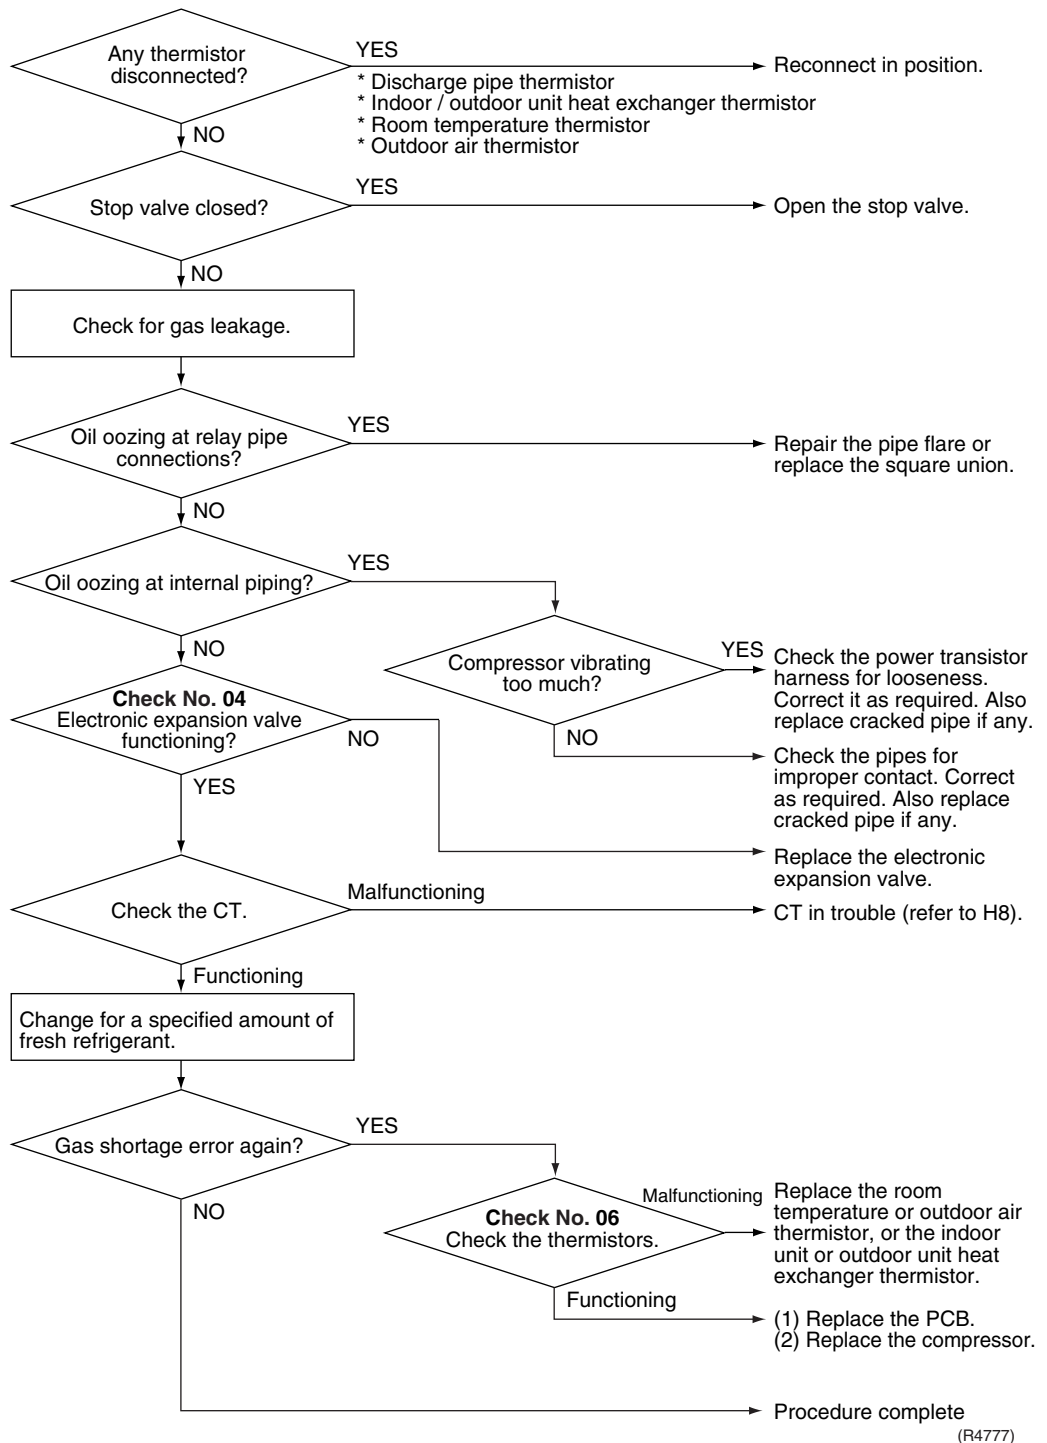 Any thermistor
disconnected?
YES
* Discharge pipe thermistor
* Indoor / outdoor unit heat exchanger thermistor
* Room temperature thermistor
* Outdoor air thermistor
Reconnect in position.
NO
Stop valve closed?
YES
Open the stop valve.
NO
Check for gas leakage.
Oil oozing at relay pipe
connections?
YES
Repair the pipe flare or
replace the square union.
NO
Oil oozing at internal piping?
YES
NO
Compressor vibrating
too much?
YES
Check the power transistor
harness for looseness.
Correct it as required. Also
replace cracked pipe if any.
NO
Check the pipes for
improper contact. Correct
as required. Also replace
cracked pipe if any.
Check No. 04
Electronic expansion valve
functioning?
NO
Replace the electronic
expansion valve.
YES
Check the CT.
Malfunctioning
CT in trouble (refer to H8).
Functioning
Change for a specified amount of
fresh refrigerant.
Gas shortage error again?
YES
NO
Check No. 06
Check the thermistors.
Malfunctioning
Replace the room
temperature or outdoor air
thermistor, or the indoor
unit or outdoor unit heat
exchanger thermistor.
Functioning
(1) Replace the PCB.
(2) Replace the compressor.
Procedure complete
(R4777)